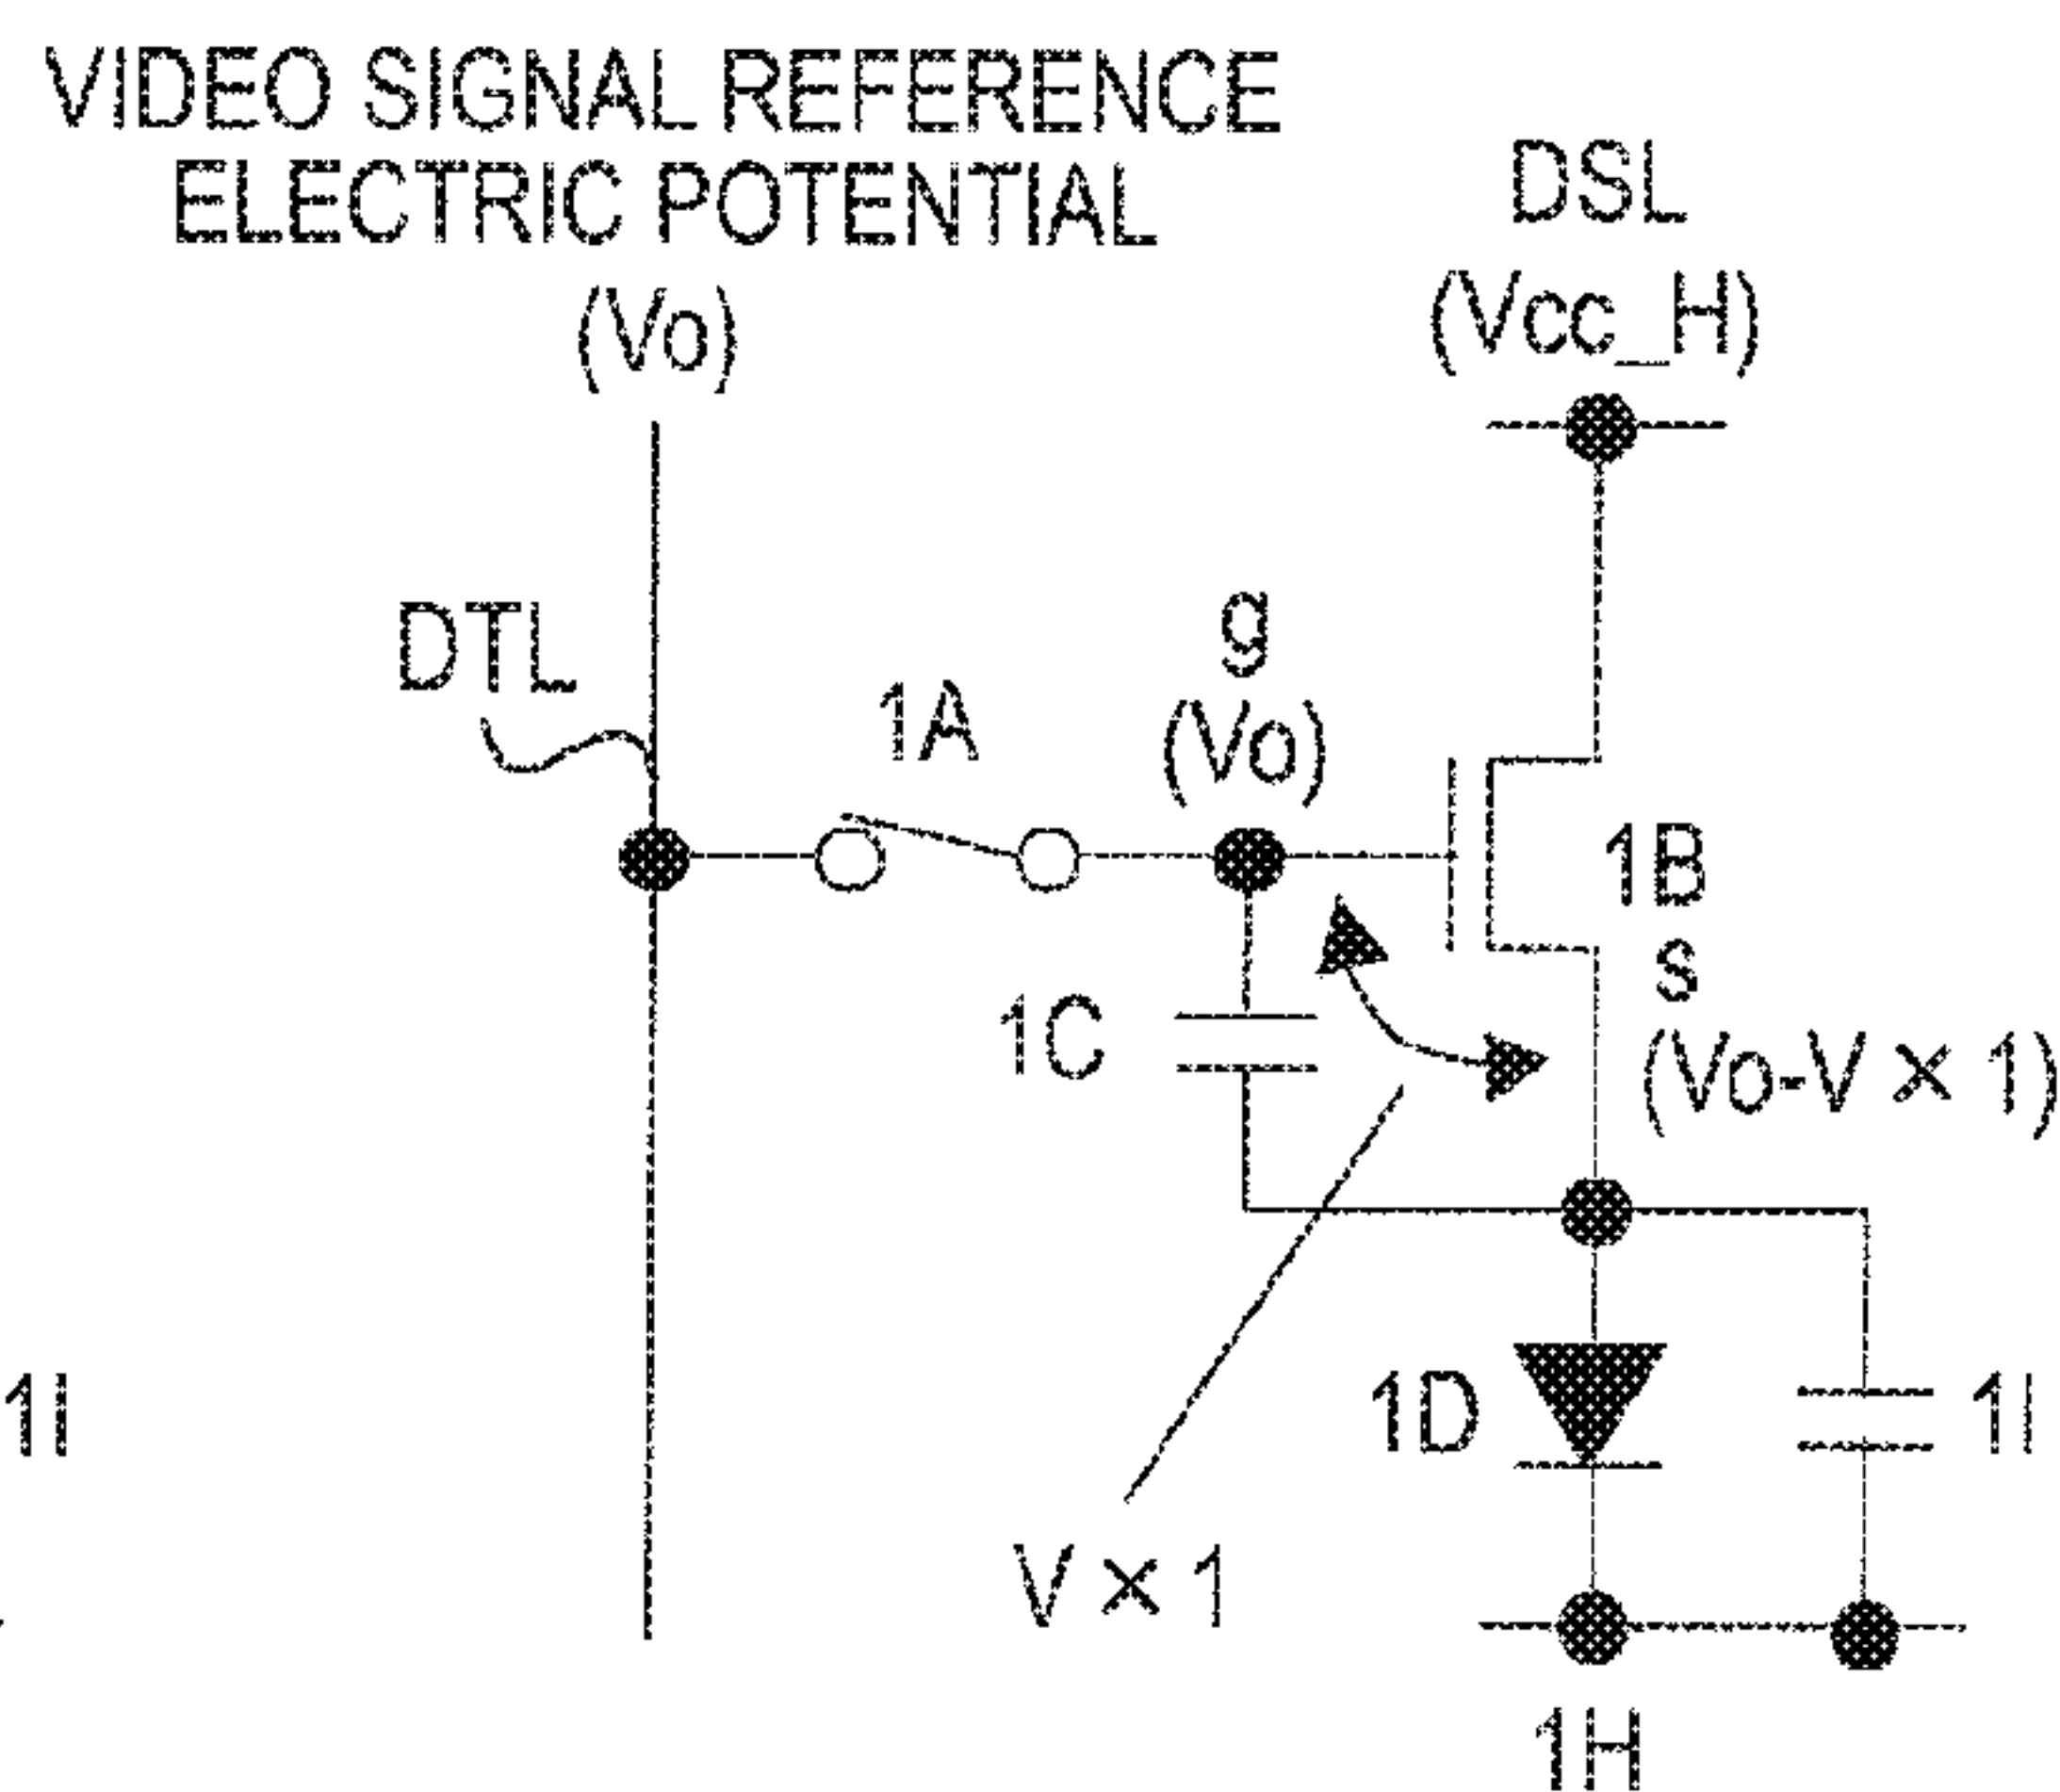 VIDEO SIGNAL REFERENCE
ELECTRIC POTENTIAL
(Vo)
DSL
(Vcc_H)
DTL
1A
g
(Vo)
1B
s
(Vo-V × 1)
1C
1D
1I
1I
V × 1
1H